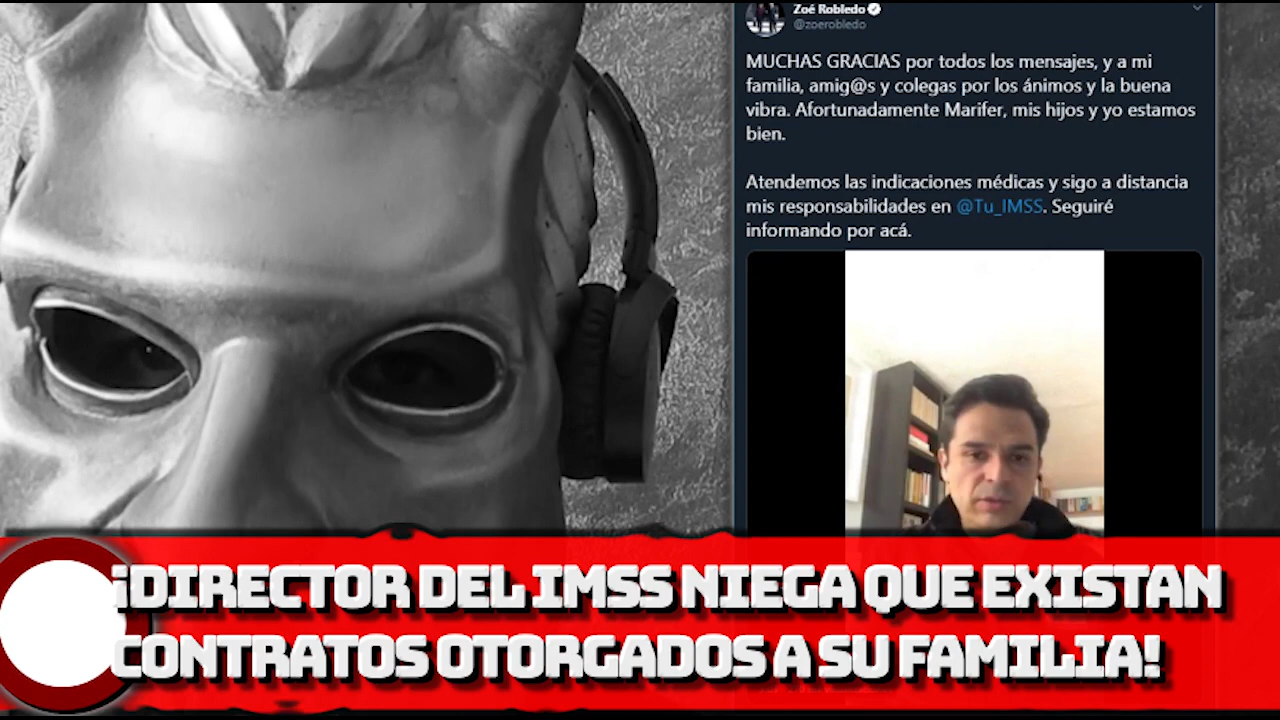 Zoé Robledo
@zoerobledo
MUCHAS GRACIAS por todos los mensajes, y a mi
familia, amig@s y colegas por los ánimos y la buena
vibra. Afortunadamente Marifer, mis hijos y yo estamos
bien.
Atendemos las indicaciones médicas y sigo a distancia
mis responsabilidades en @Tu_IMSS. Seguiré
informando por acá.
¡DIRECTOR DEL IMSS NIEGA QUE EXISTAN
CONTRATOS OTORGADOS A SU FAMILIA!